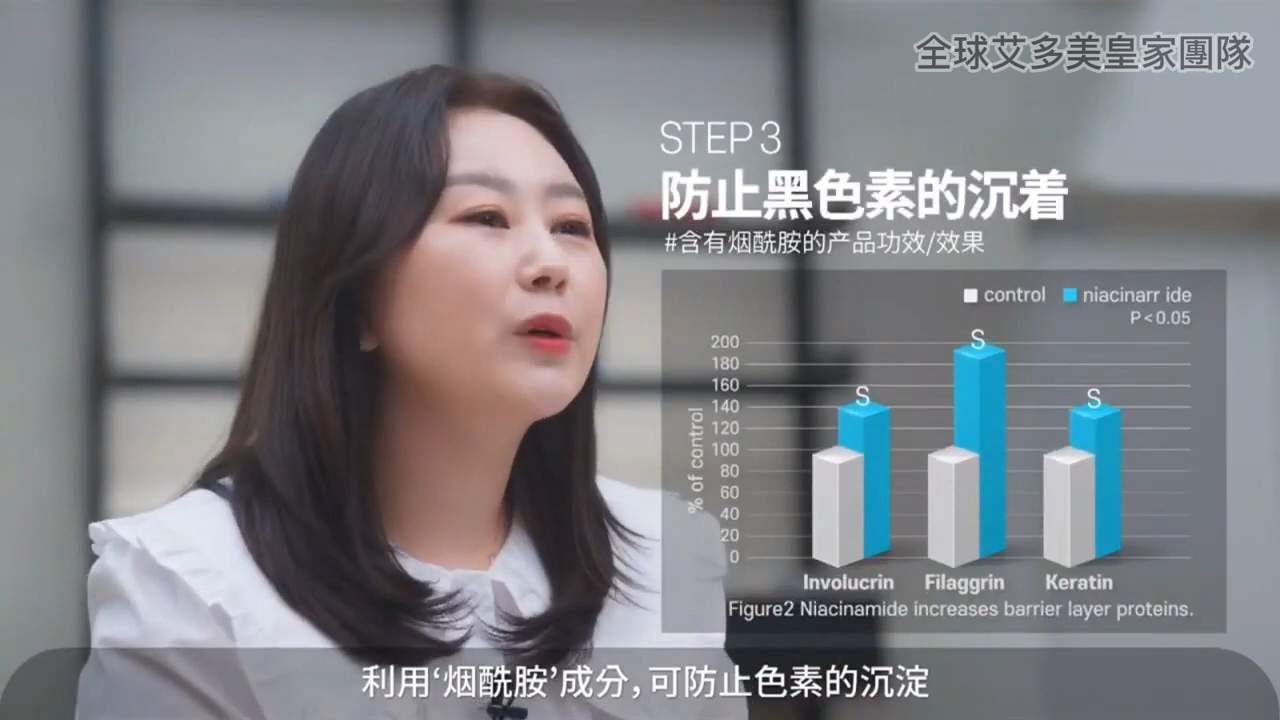 全球艾多美皇家團隊
STEP 3
防止黑色素的沉着
#含有烟酰胺的产品功效/效果
control niacinarr ide
P < 0.05
200
180
160
140
120
100
80
60
40
20
0
% of control
S
S
S
Involucrin Filaggrin Keratin
Figure2 Niacinamide increases barrier layer proteins.
利用‘烟酰胺’成分,可防止色素的沉淀